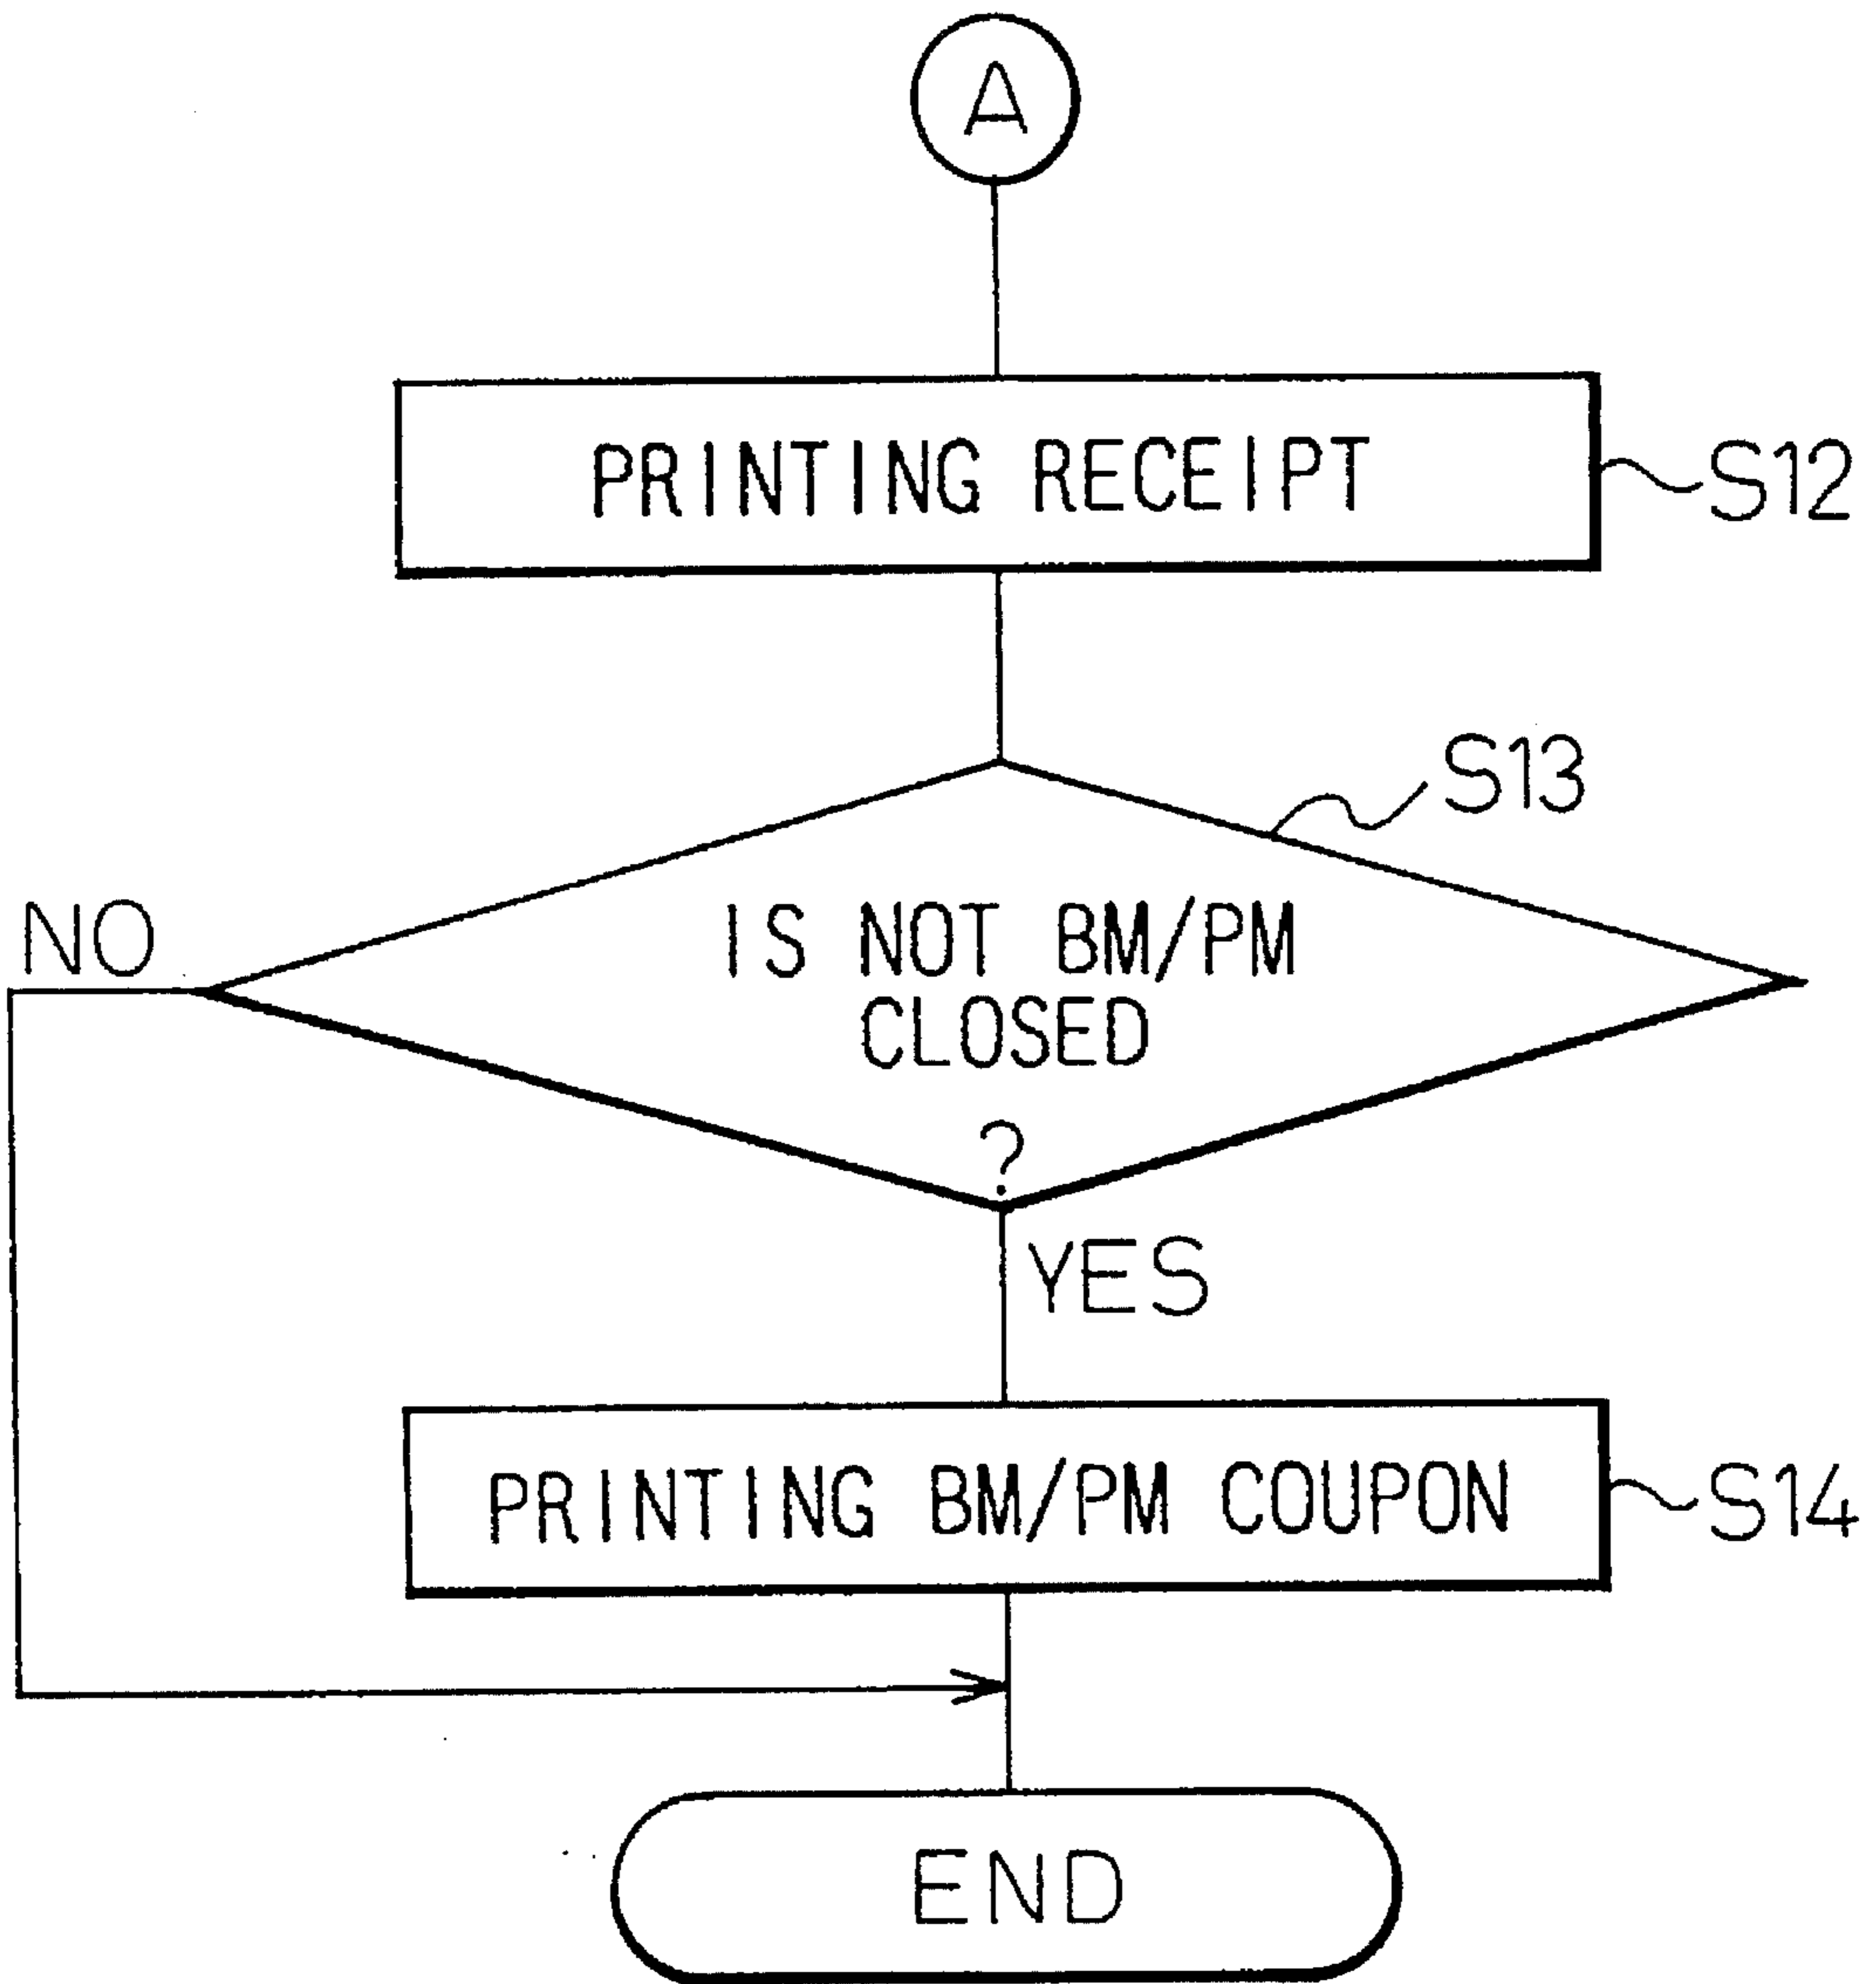 A
PRINTING RECEIPT
S12
S13
NO
IS NOT BM/PM
CLOSED
?
YES
PRINTING BM/PM COUPON
S14
END